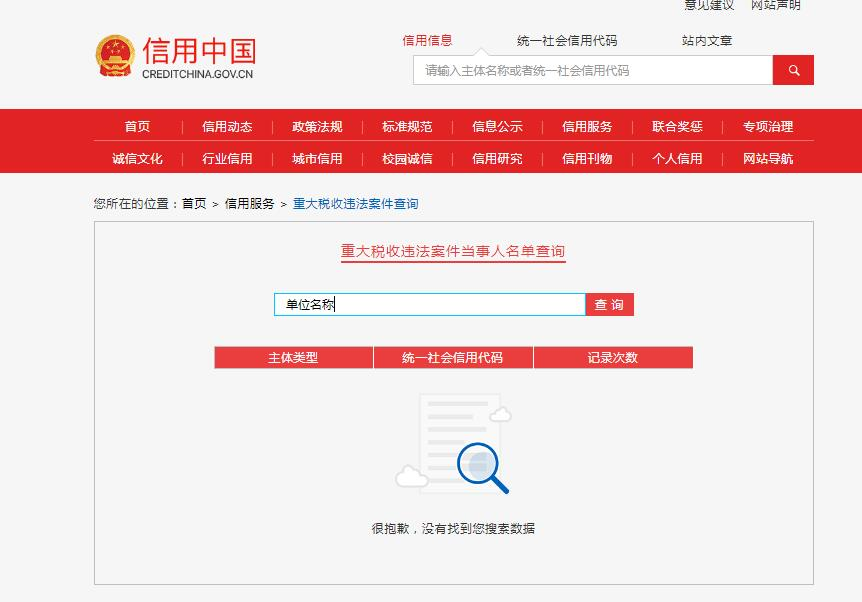 意见建议 网站声明
信用中国
CREDITCHINA.GOV.CN
信用信息 统一社会信用代码 站内文章
请输入主体名称或者统一社会信用代码
首页 信用动态 政策法规 标准规范 信息公示 信用服务 联合奖惩 专项治理
诚信文化 行业信用 城市信用 校园诚信 信用研究 信用刊物 个人信用 网站导航
您所在的位置：首页 > 信用服务 > 重大税收违法案件查询
重大税收违法案件当事人名单查询
单位名称 查 询
主体类型 统一社会信用代码 记录次数
很抱歉，没有找到您搜索数据